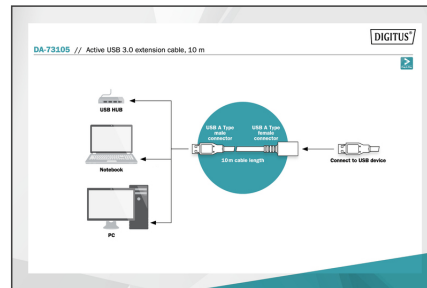 DIGITUS®
DA-73105 // Active USB 3.0 extension cable, 10 m
USB HUB
USB A Type
male
connector
USB A Type
female
connector
10m cable length
Notebook
Connect to USB device
PC